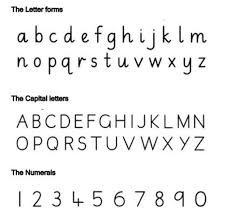 The Letter forms
a b c d e f g h i j k l m
n o p q r s t u v w x y z
The Capital letters
A B C D E F G H I J K L M N
O P Q R S T U V W X Y Z
The Numerals
1 2 3 4 5 6 7 8 9 0